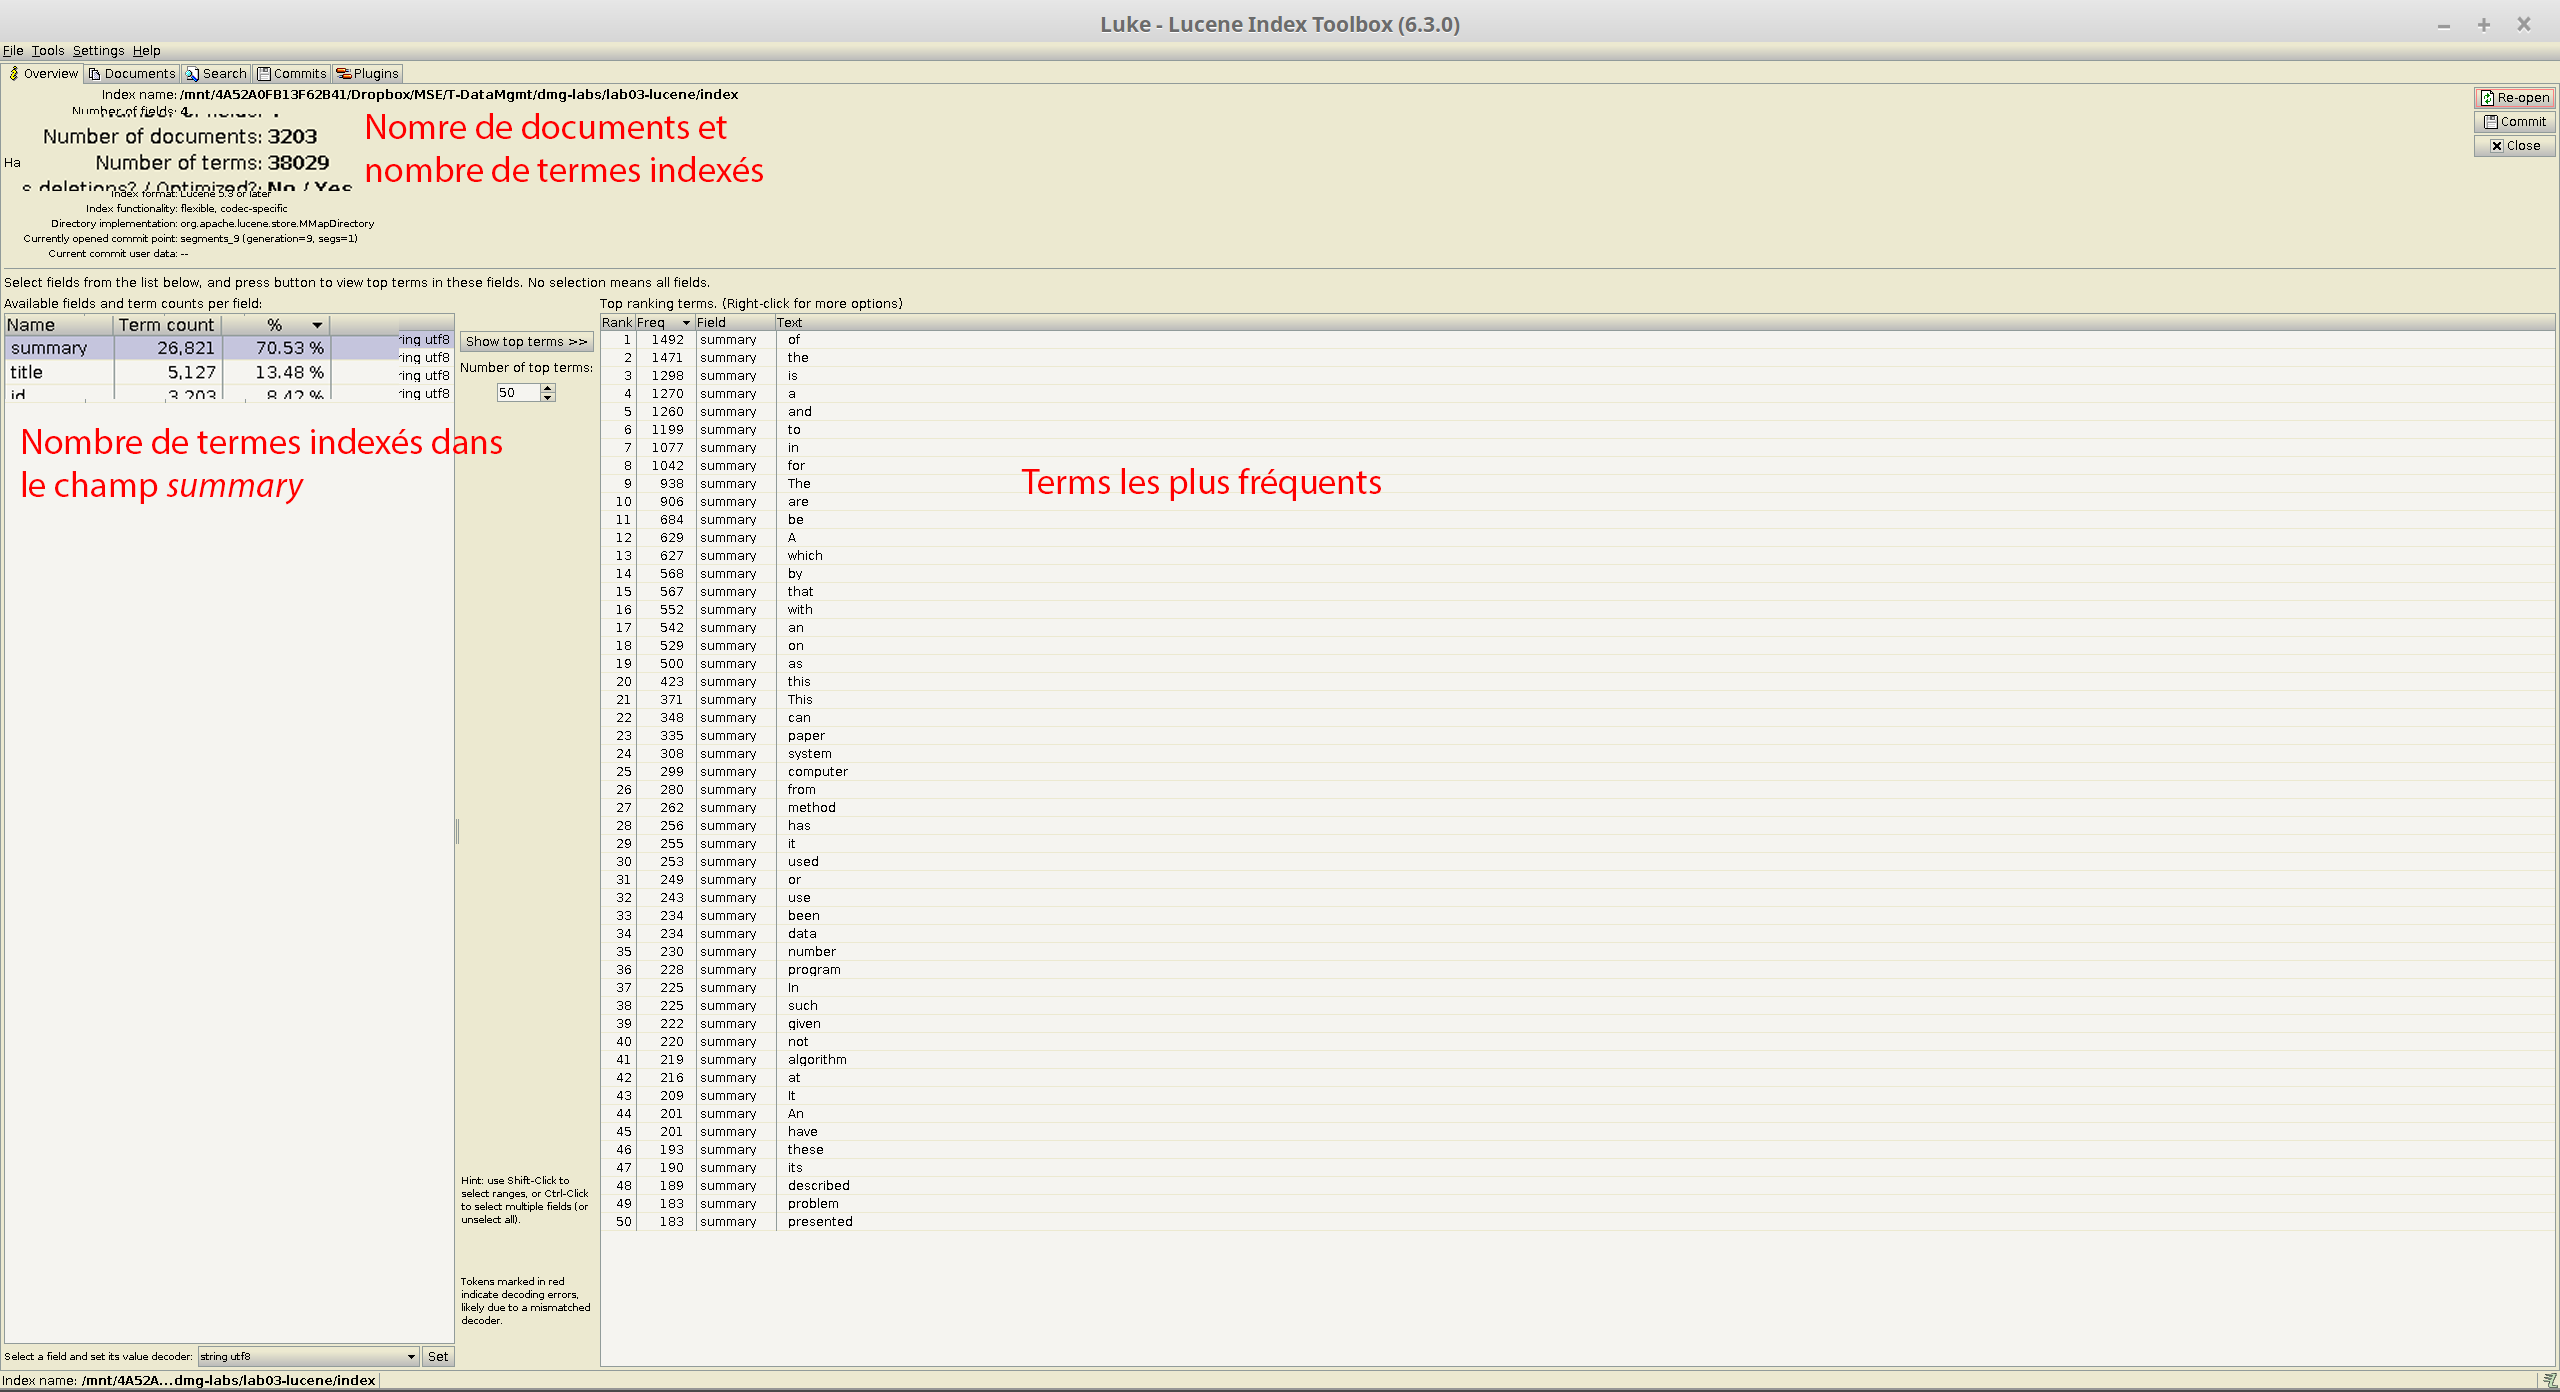 Luke - Lucene Index Toolbox (6.3.0)
File Tools Settings Help
Overview Documents Search Commits Plugins
Index name: /mnt/4A52A0FB13F62B41/Dropbox/MSE/T-DataMgmt/dmg-labs/lab03-lucene/index
Re-open
Number of fields: 4
Commit
Number of documents: 3203
Nomre de documents et
Close
Ha
Number of terms: 38029
nombre de termes indexés
s deletions? / Optimized?: No / Yes
Index format: Lucene 5.3 or later
Index functionality: flexible, codec-specific
Directory implementation: org.apache.lucene.store.MMapDirectory
Currently opened commit point: segments_9 (generation=9, segs=1)
Current commit user data: --
Select fields from the list below, and press button to view top terms in these fields. No selection means all fields.
Available fields and term counts per field:
Name Term count %
summary 26,821 70.53 % ring utf8
title 5,127 13.48 % ring utf8
ring utf8
id 3,203 8.42 % ring utf8
Nombre de termes indexés dans
le champ summary
Show top terms >>
Number of top terms:
50
Hint: use Shift-Click to
select ranges, or Ctrl-Click
to select multiple fields (or
unselect all).
Tokens marked in red
indicate decoding errors,
likely due to a mismatched
decoder.
Top ranking terms. (Right-click for more options)
Rank Freq Field Text
1 1492 summary of
2 1471 summary the
3 1298 summary is
4 1270 summary a
5 1260 summary and
6 1199 summary to
7 1077 summary in
8 1042 summary for
9 938 summary The
Terms les plus fréquents
10 906 summary are
11 684 summary be
12 629 summary A
13 627 summary which
14 568 summary by
15 567 summary that
16 552 summary with
17 542 summary an
18 529 summary on
19 500 summary as
20 423 summary this
21 371 summary This
22 348 summary can
23 335 summary paper
24 308 summary system
25 299 summary computer
26 280 summary from
27 262 summary method
28 256 summary has
29 255 summary it
30 253 summary used
31 249 summary or
32 243 summary use
33 234 summary been
34 234 summary data
35 230 summary number
36 228 summary program
37 225 summary In
38 225 summary such
39 222 summary given
40 220 summary not
41 219 summary algorithm
42 216 summary at
43 209 summary It
44 201 summary An
45 201 summary have
46 193 summary these
47 190 summary its
48 189 summary described
49 183 summary problem
50 183 summary presented
Select a field and set its value decoder: string utf8 Set
Index name: /mnt/4A52A...dmg-labs/lab03-lucene/index